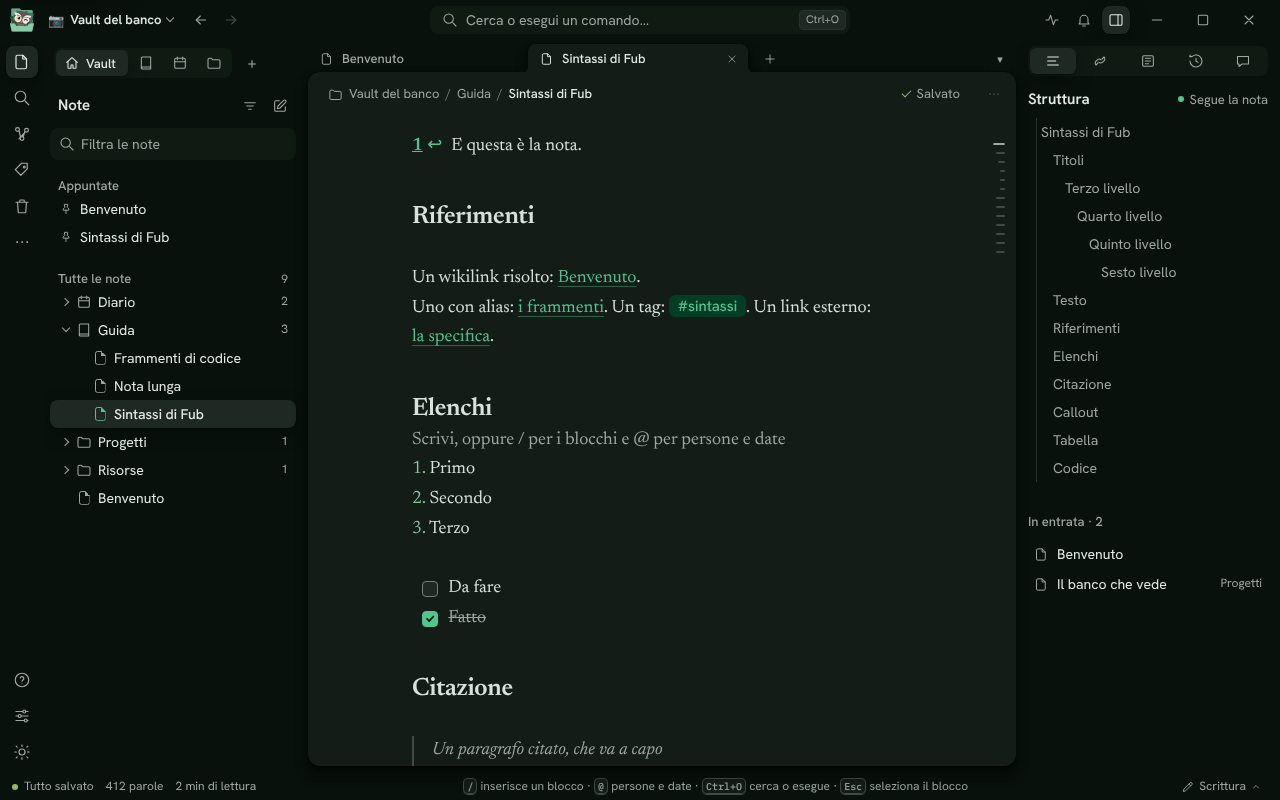 Vault del banco
Cerca o esegui un comando…
Ctrl+O
Vault
Benvenuto
Sintassi di Fub
Note
Filtra le note
Appuntate
Benvenuto
Sintassi di Fub
Tutte le note 9
Diario 2
Guida 3
Frammenti di codice
Nota lunga
Sintassi di Fub
Progetti 1
Risorse 1
Benvenuto
Vault del banco / Guida / Sintassi di Fub
Salvato
1 ↩ E questa è la nota.
Riferimenti
Un wikilink risolto: Benvenuto.
Uno con alias: i frammenti. Un tag: #sintassi. Un link esterno:
la specifica.
Elenchi
Scrivi, oppure / per i blocchi e @ per persone e date
1. Primo
2. Secondo
3. Terzo
Da fare
Fatto
Citazione
Un paragrafo citato, che va a capo
Struttura
Segue la nota
Sintassi di Fub
Titoli
Terzo livello
Quarto livello
Quinto livello
Sesto livello
Testo
Riferimenti
Elenchi
Citazione
Callout
Tabella
Codice
In entrata · 2
Benvenuto
Il banco che vede Progetti
Tutto salvato 412 parole 2 min di lettura
/ inserisce un blocco · @ persone e date · Ctrl+O cerca o esegue · Esc seleziona il blocco
Scrittura